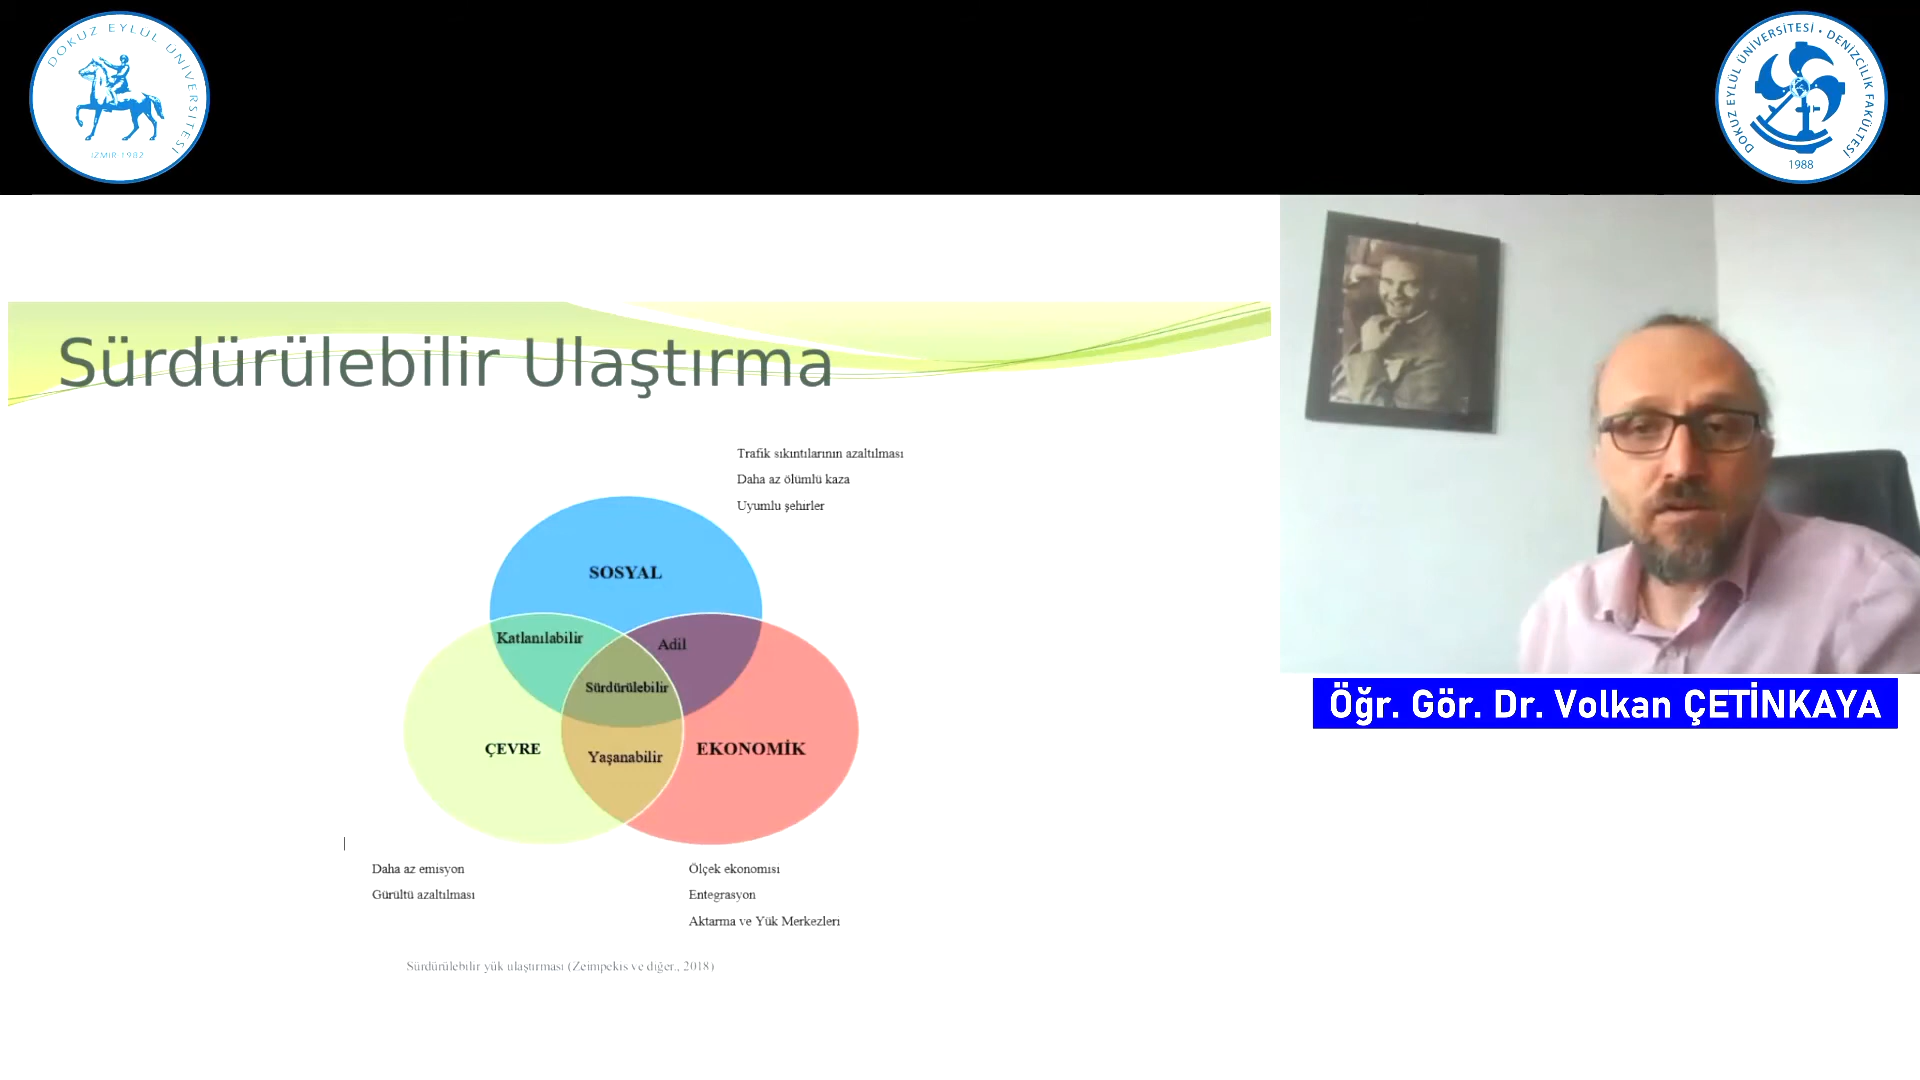 DOKUZ EYLÜL ÜNİVERSİTESİ
İZMİR 1982
DOKUZ EYLÜL ÜNİVERSİTESİ • DENİZCİLİK FAKÜLTESİ
1988
Sürdürülebilir Ulaştırma
Trafik sıkıntılarının azaltılması
Daha az ölümlü kaza
Uyumlu şehirler
SOSYAL
Katlanılabilir
Adil
Sürdürülebilir
ÇEVRE
Yaşanabilir
EKONOMİK
Daha az emisyon
Gürültü azaltılması
Ölçek ekonomisi
Entegrasyon
Aktarma ve Yük Merkezleri
Sürdürülebilir yük ulaştırması (Zeimpekis ve diğer., 2018)
Öğr. Gör. Dr. Volkan ÇETİNKAYA